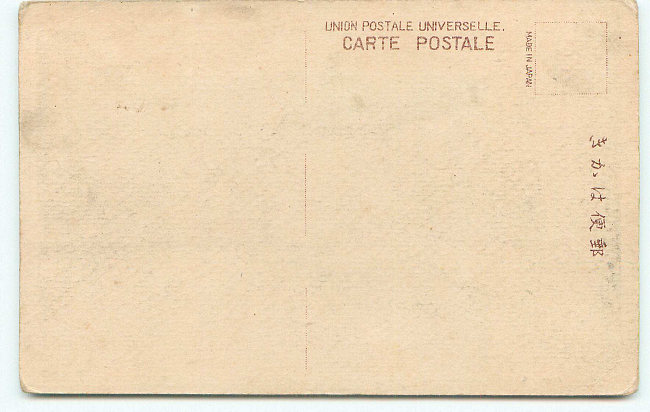 UNION POSTALE UNIVERSELLE.
CARTE POSTALE
MADE IN JAPAN
郵便はかき